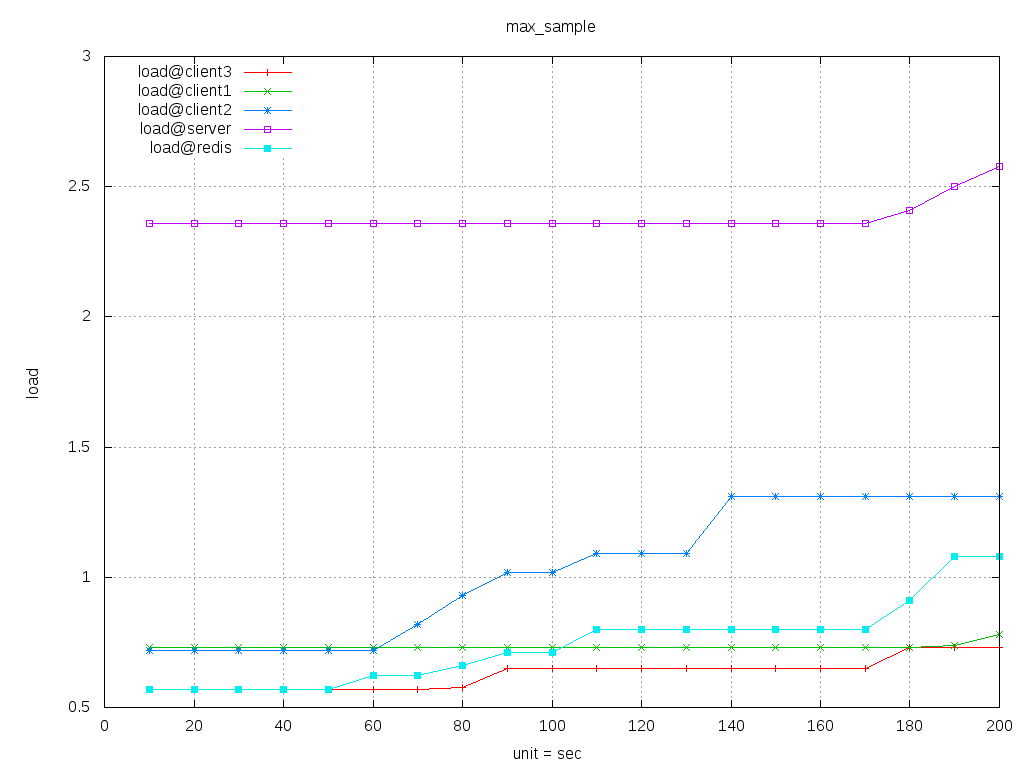 max_sample
3
load@client3
load@client1
load@client2
load@server
load@redis
2.5
2
load
1.5
1
0.5
0 20 40 60 80 100 120 140 160 180 200
unit = sec